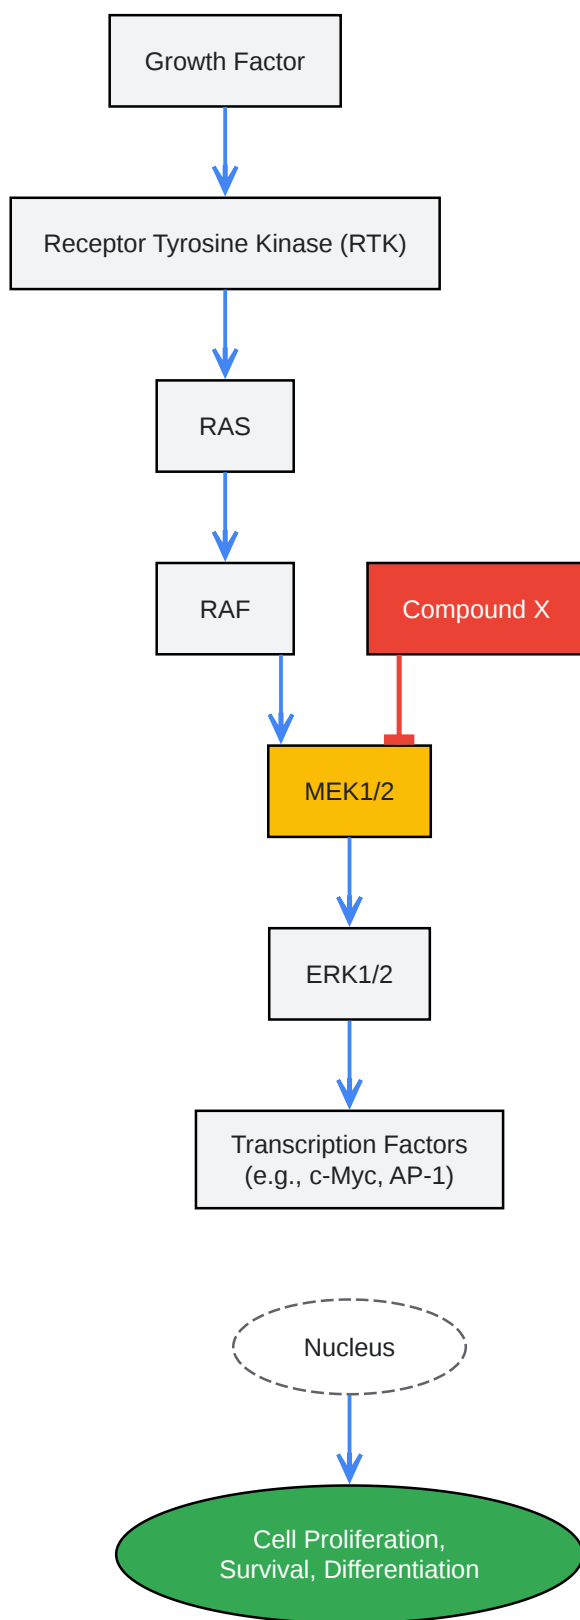 Growth Factor
Receptor Tyrosine Kinase (RTK)
RAS
RAF
Compound X
MEK1/2
ERK1/2
Transcription Factors
(e.g., c-Myc, AP-1)
Nucleus
Cell Proliferation,
Survival, Differentiation